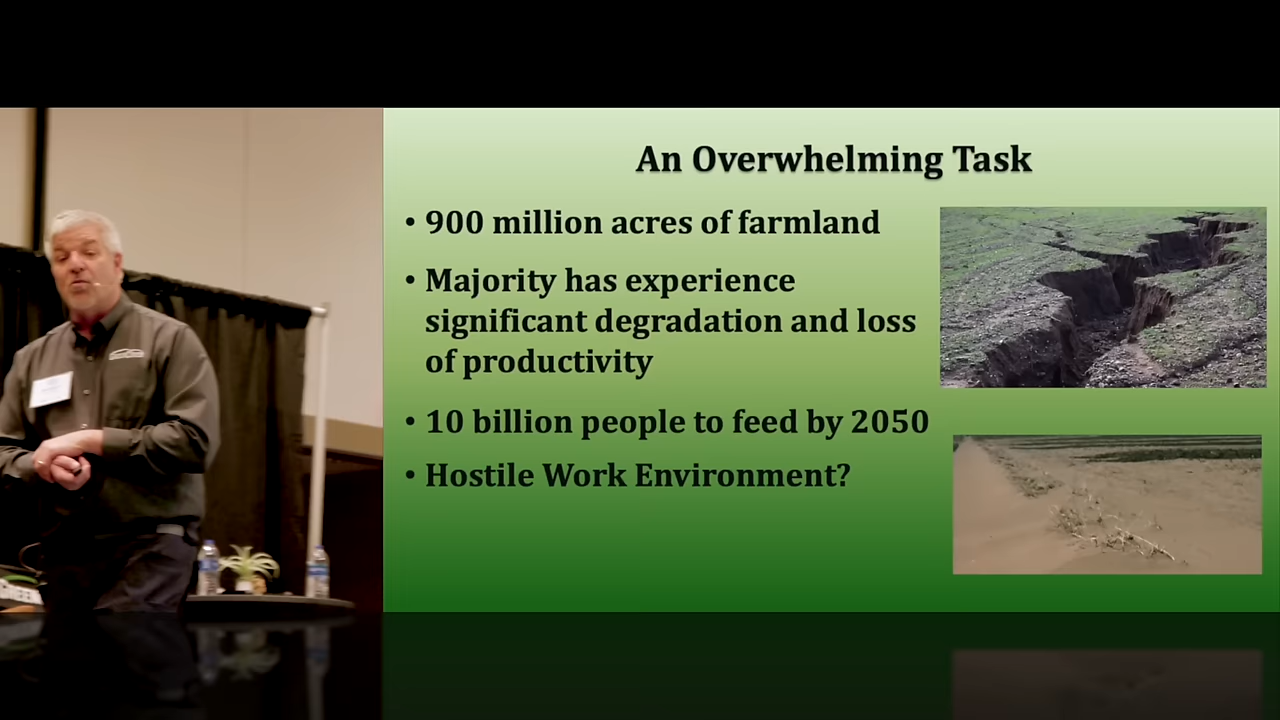 An Overwhelming Task
• 900 million acres of farmland
• Majority has experience
significant degradation and loss
of productivity
• 10 billion people to feed by 2050
• Hostile Work Environment?